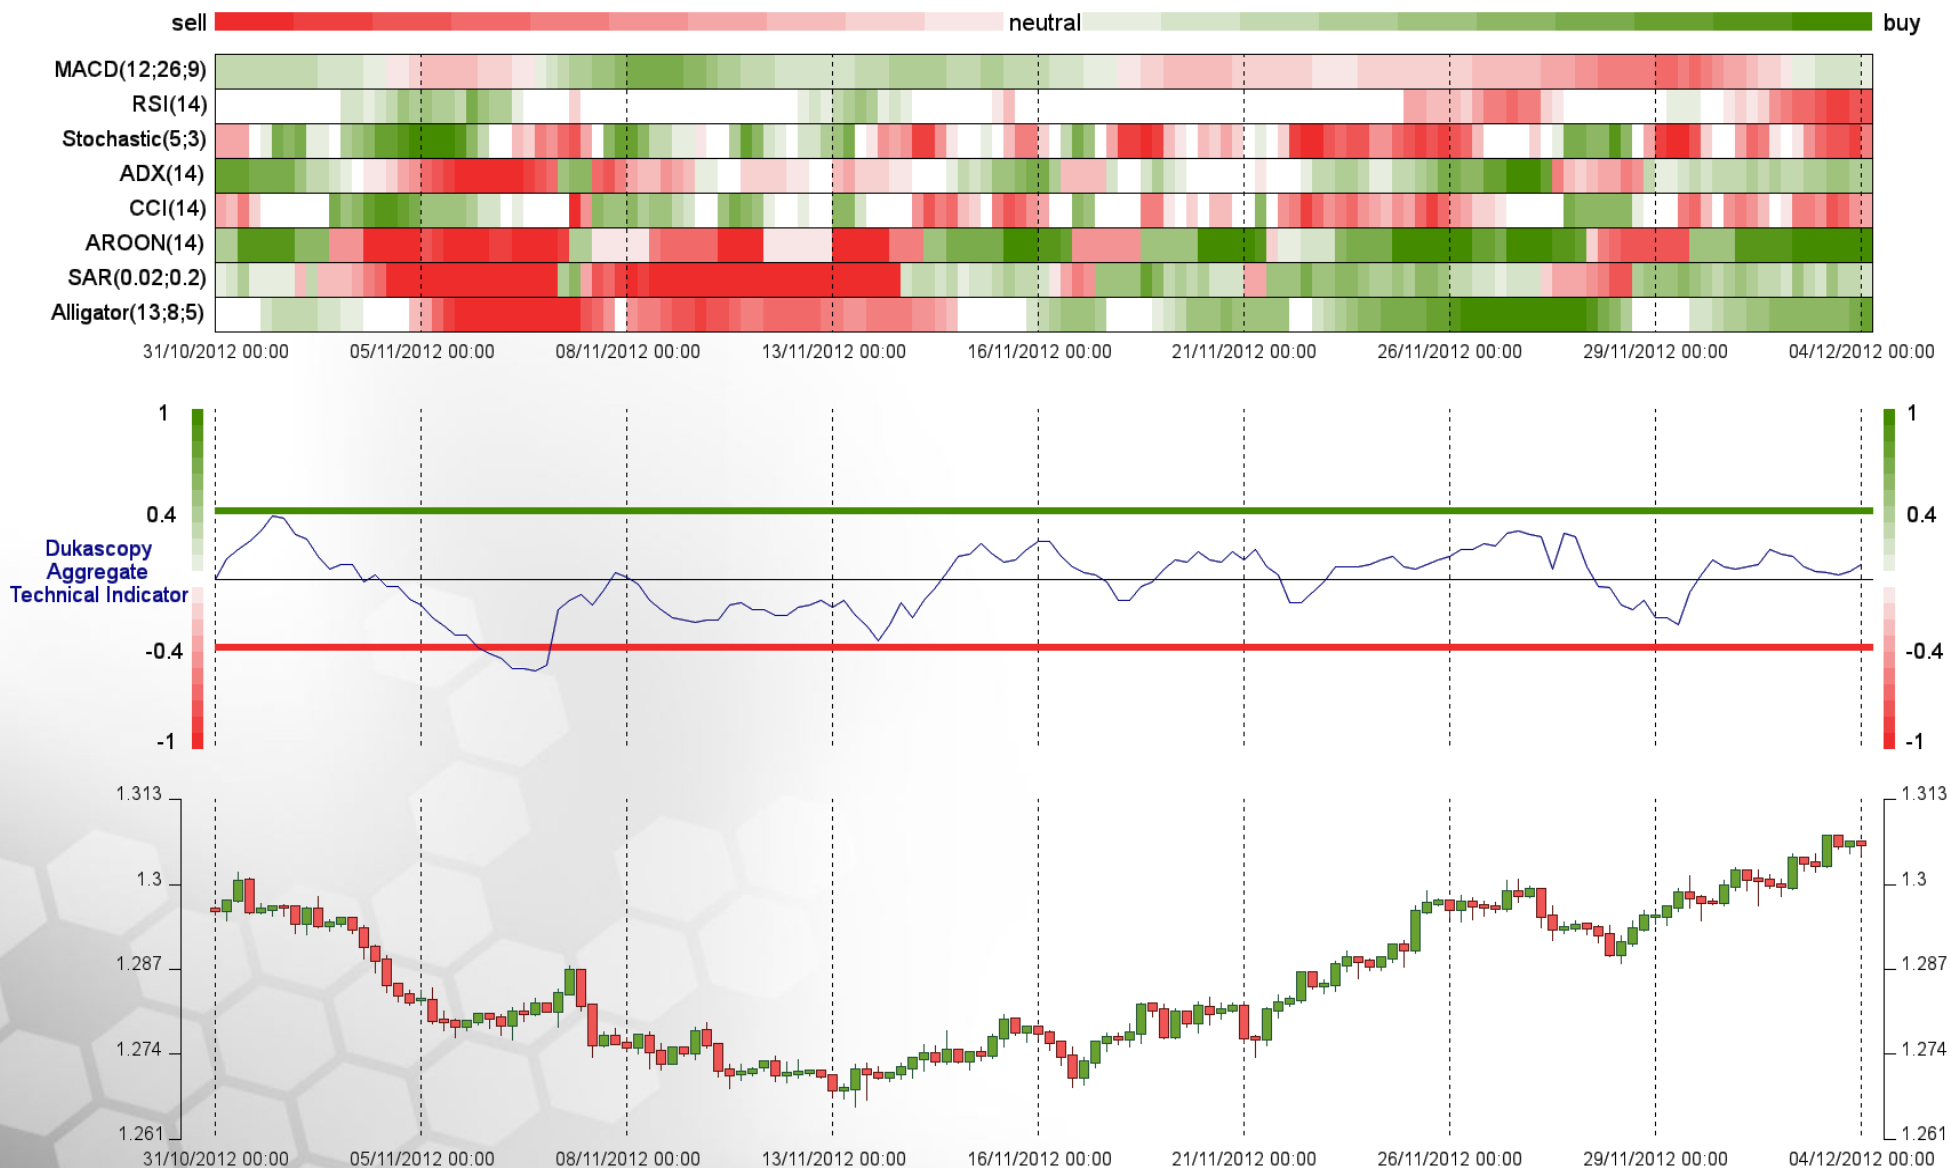 sell neutral buy
MACD(12;26;9)
RSI(14)
Stochastic(5;3)
ADX(14)
CCI(14)
AROON(14)
SAR(0.02;0.2)
Alligator(13;8;5)
31/10/2012 00:00 05/11/2012 00:00 08/11/2012 00:00 13/11/2012 00:00 16/11/2012 00:00 21/11/2012 00:00 26/11/2012 00:00 29/11/2012 00:00 04/12/2012 00:00
1 1
0.4 0.4
Dukascopy
Aggregate
Technical Indicator
-0.4 -0.4
-1 -1
1.313 1.313
1.3 1.3
1.287 1.287
1.274 1.274
1.261 1.261
31/10/2012 00:00 05/11/2012 00:00 08/11/2012 00:00 13/11/2012 00:00 16/11/2012 00:00 21/11/2012 00:00 26/11/2012 00:00 29/11/2012 00:00 04/12/2012 00:00